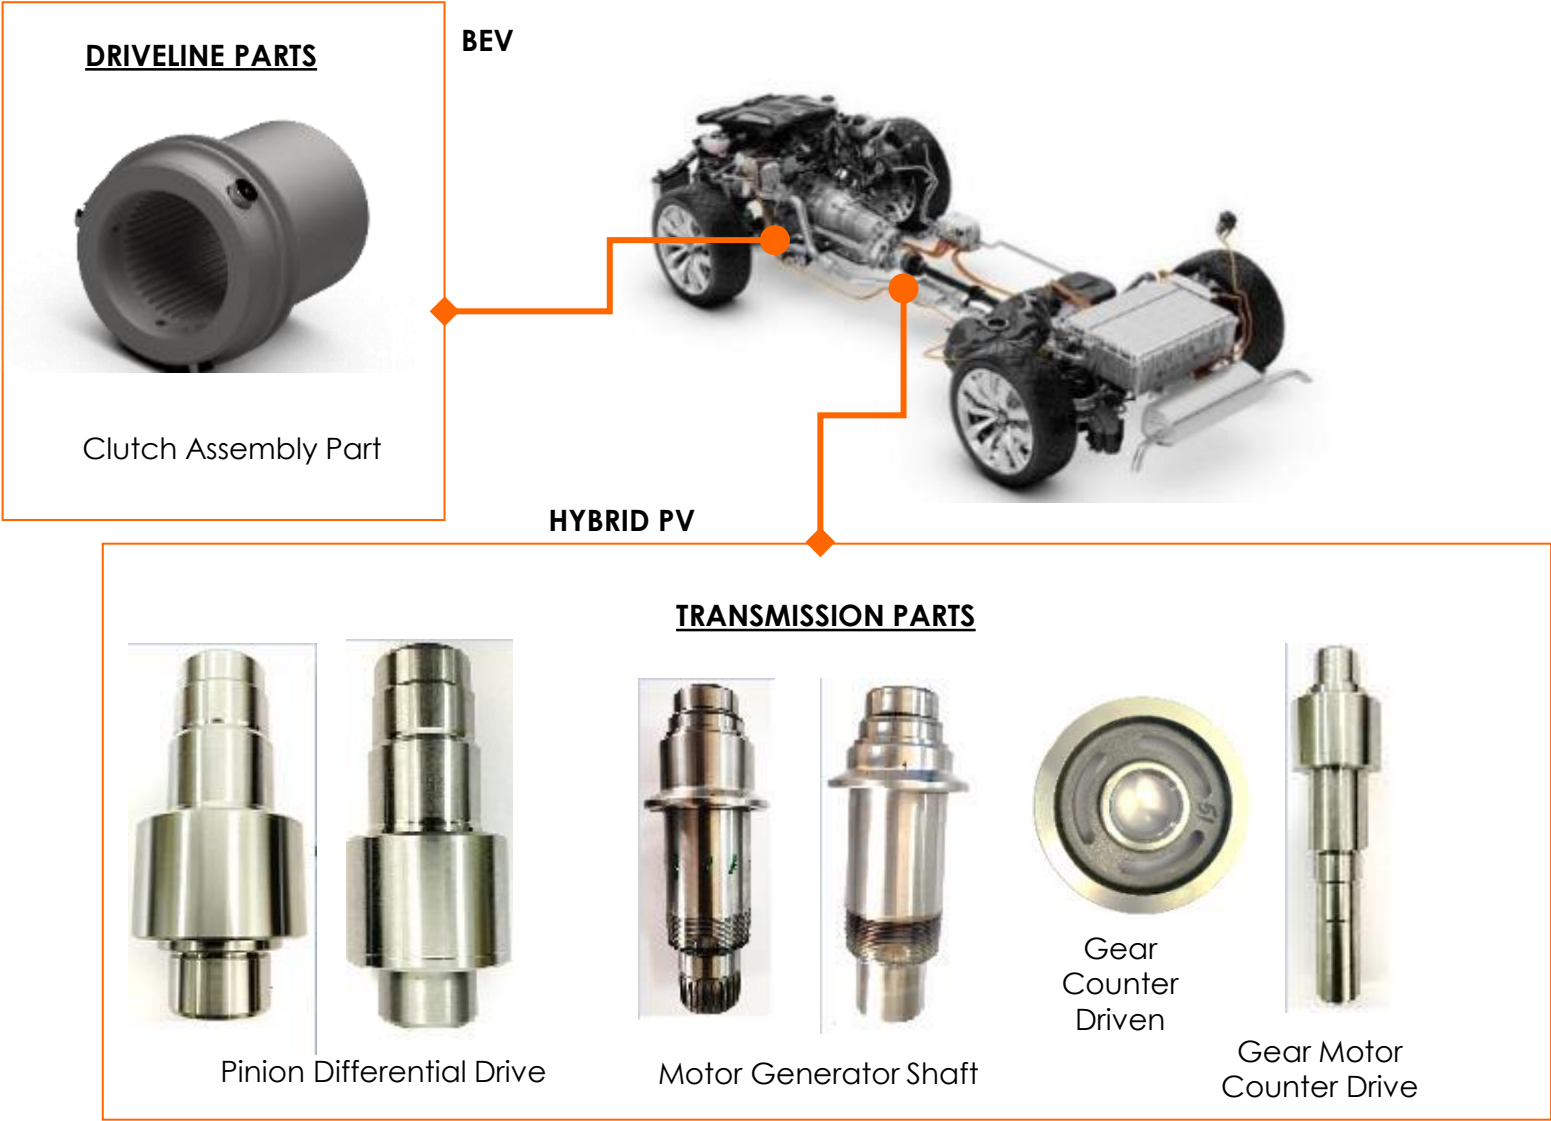 DRIVELINE PARTS
BEV
Clutch Assembly Part
HYBRID PV
TRANSMISSION PARTS
19
Gear
Counter
Driven
Pinion Differential Drive
Motor Generator Shaft
Gear Motor
Counter Drive